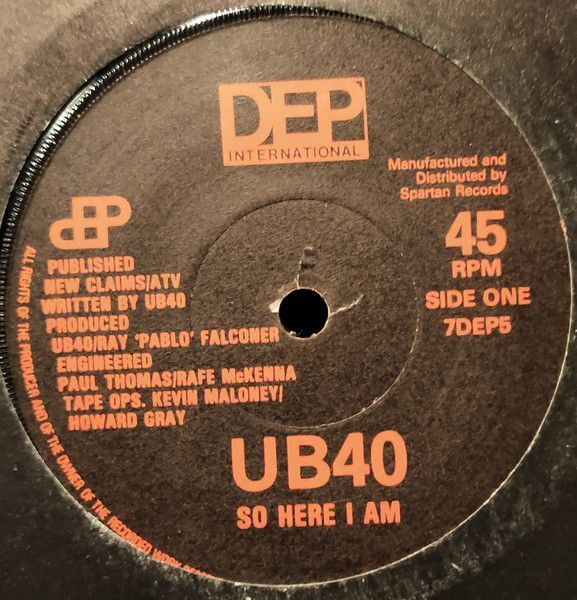 DEP
INTERNATIONAL
Manufactured and
Distributed by
Spartan Records
dEP
PUBLISHED
NEW CLAIMS/ATV
WRITTEN BY UB40
PRODUCED
UB40/RAY 'PABLO' FALCONER
ENGINEERED
PAUL THOMAS/RAFE McKENNA
TAPE OPS. KEVIN MALONEY/
HOWARD GRAY
45
RPM
SIDE ONE
7DEP5
UB40
SO HERE I AM
ALL RIGHTS OF THE PRODUCER AND OF THE OWNER OF THE RECORDED WORK